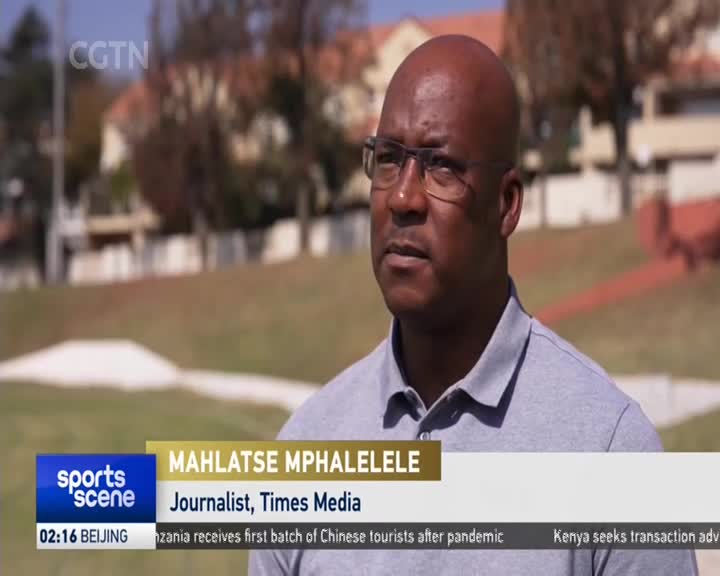 CGTN
MAHLATSE MPHALELELE
sports
scene
Journalist, Times Media
02:16 BEIJING
nzania receives first batch of Chinese tourists after pandemic
Kenya seeks transaction adv